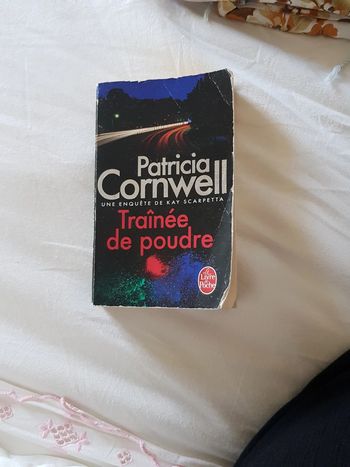 Patricia
Cornwell
UNE ENQUÊTE DE KAY SCARPETTA
Traînée
de poudre
Le Livre
de Poche